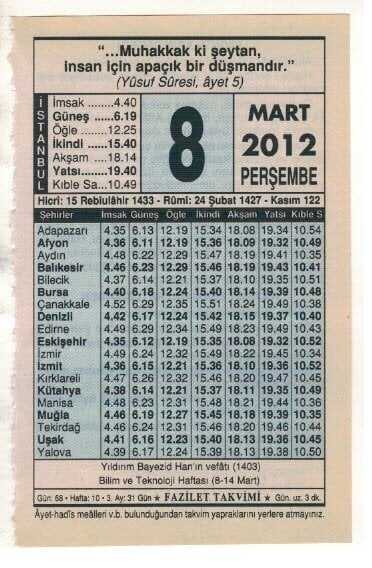 “...Muhakkak ki şeytan,
insan için apaçık bir düşmandır.”
(Yûsuf Sûresi, âyet 5)
İSTANBUL
İmsak ........4.40
Güneş ......6.19
Öğle ........12.25
İkindi ......15.40
Akşam ....18.14
Yatsı........19.40
Kıble Sa...10.49
8
MART
2012
PERŞEMBE
Hicrî: 15 Rebiulâhir 1433 - Rûmî: 24 Şubat 1427 - Kasım 122
Şehirler İmsak Güneş Öğle İkindi Akşam Yatsı Kıble S
Adapazarı 4.35 6.13 12.19 15.34 18.08 19.34 10.54
Afyon 4.36 6.11 12.19 15.36 18.09 19.32 10.49
Aydın 4.48 6.22 12.29 15.47 18.19 19.41 10.35
Balıkesir 4.46 6.23 12.29 15.46 18.19 19.43 10.41
Bilecik 4.37 6.14 12.21 15.37 18.10 19.35 10.51
Bursa 4.40 6.18 12.24 15.40 18.14 19.39 10.48
Çanakkale 4.52 6.29 12.35 15.51 18.24 19.49 10.38
Denizli 4.42 6.17 12.24 15.42 18.15 19.37 10.40
Edirne 4.49 6.29 12.34 15.49 18.23 19.49 10.43
Eskişehir 4.35 6.12 12.19 15.35 18.08 19.32 10.52
İzmir 4.49 6.24 12.32 15.49 18.22 19.45 10.34
İzmit 4.36 6.15 12.21 15.36 18.10 19.36 10.52
Kırklareli 4.47 6.26 12.32 15.46 18.20 19.47 10.45
Kütahya 4.38 6.14 12.21 15.37 18.11 19.35 10.49
Manisa 4.48 6.23 12.31 15.48 18.21 19.44 10.36
Muğla 4.46 6.19 12.27 15.45 18.18 19.39 10.35
Tekirdağ 4.46 6.24 12.31 15.46 18.20 19.46 10.44
Uşak 4.41 6.16 12.23 15.40 18.13 19.36 10.45
Yalova 4.39 6.17 12.24 15.39 18.13 19.38 10.50
Yıldırım Bayezid Han’ın vefâtı (1403)
Bilim ve Teknoloji Haftası (8-14 Mart)
Gün: 68 • Hafta: 10 • 3. Ay: 31 Gün ★ FAZİLET TAKVİMİ ★ Gün. uz. 3 dk.
Âyet-hadîs meâlleri v.b. bulunduğundan takvim yapraklarını yerlere atmayınız.